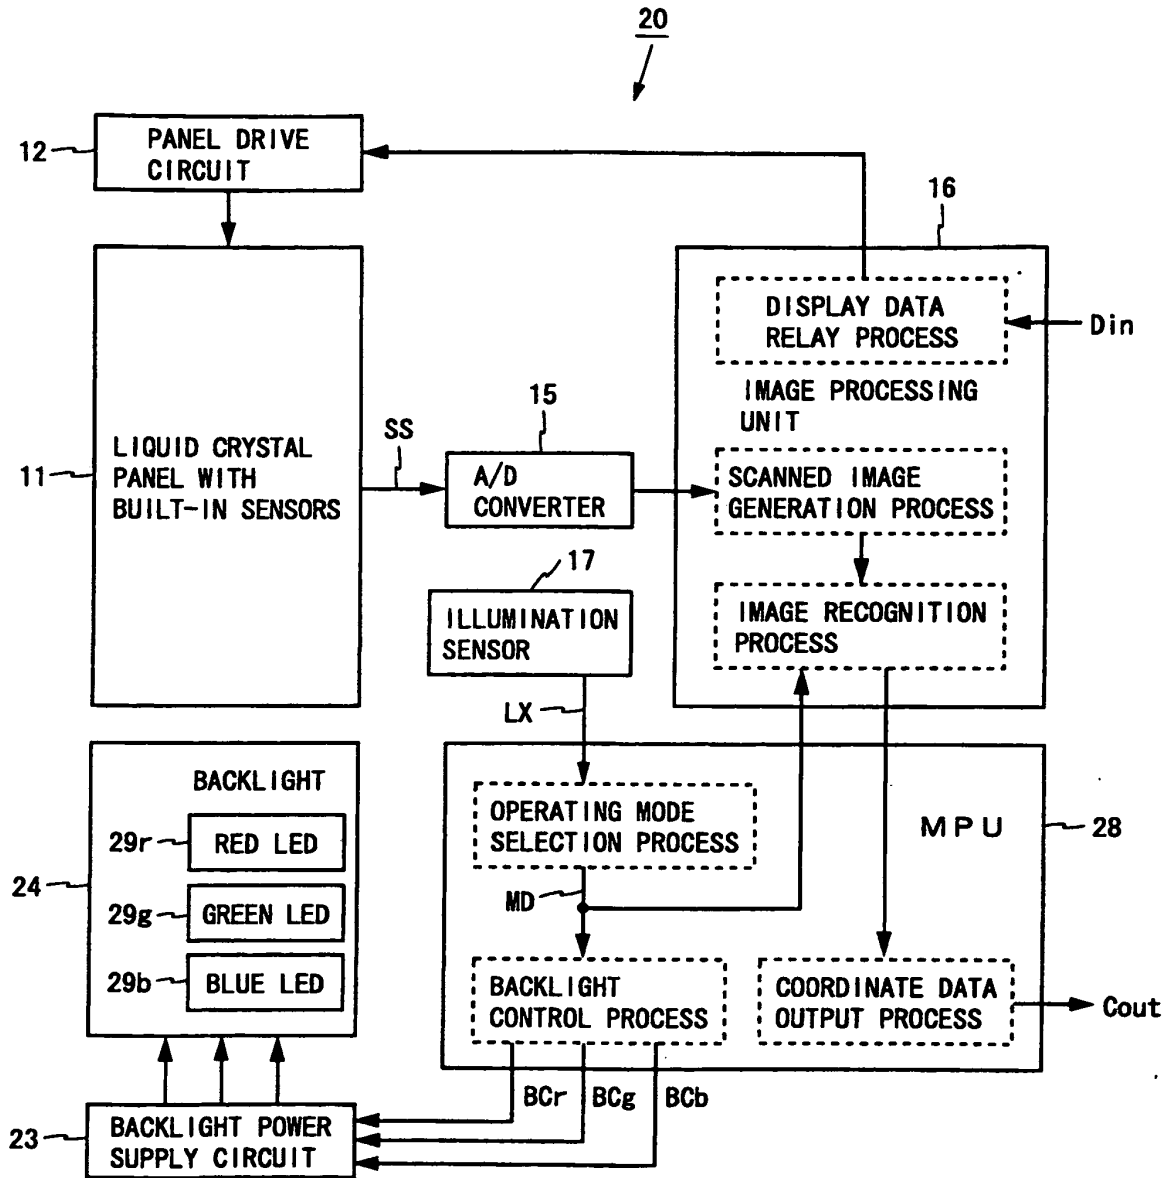 20
12
PANEL DRIVE
CIRCUIT
16
DISPLAY DATA
RELAY PROCESS
Din
IMAGE PROCESSING
UNIT
11
LIQUID CRYSTAL
PANEL WITH
BUILT-IN SENSORS
SS
15
A/D
CONVERTER
SCANNED IMAGE
GENERATION PROCESS
17
ILLUMINATION
SENSOR
IMAGE RECOGNITION
PROCESS
LX
24
BACKLIGHT
29r
RED LED
29g
GREEN LED
29b
BLUE LED
OPERATING MODE
SELECTION PROCESS
MPU
28
MD
BACKLIGHT
CONTROL PROCESS
COORDINATE DATA
OUTPUT PROCESS
Cout
BCr
BCg
BCb
23
BACKLIGHT POWER
SUPPLY CIRCUIT